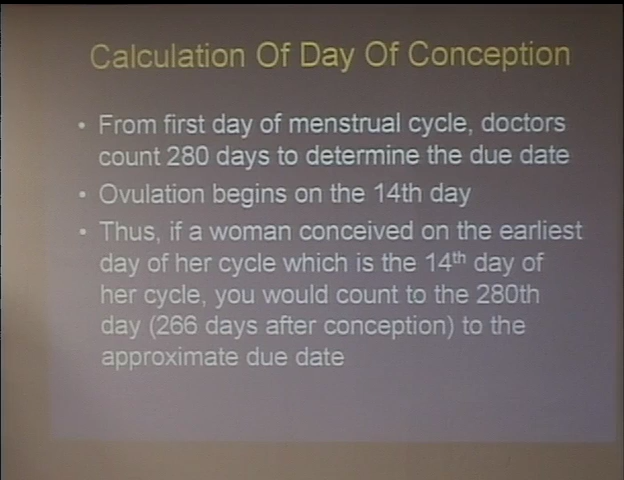 Calculation Of Day Of Conception
• From first day of menstrual cycle, doctors
count 280 days to determine the due date
• Ovulation begins on the 14th day
• Thus, if a woman conceived on the earliest
day of her cycle which is the 14th day of
her cycle, you would count to the 280th
day (266 days after conception) to the
approximate due date